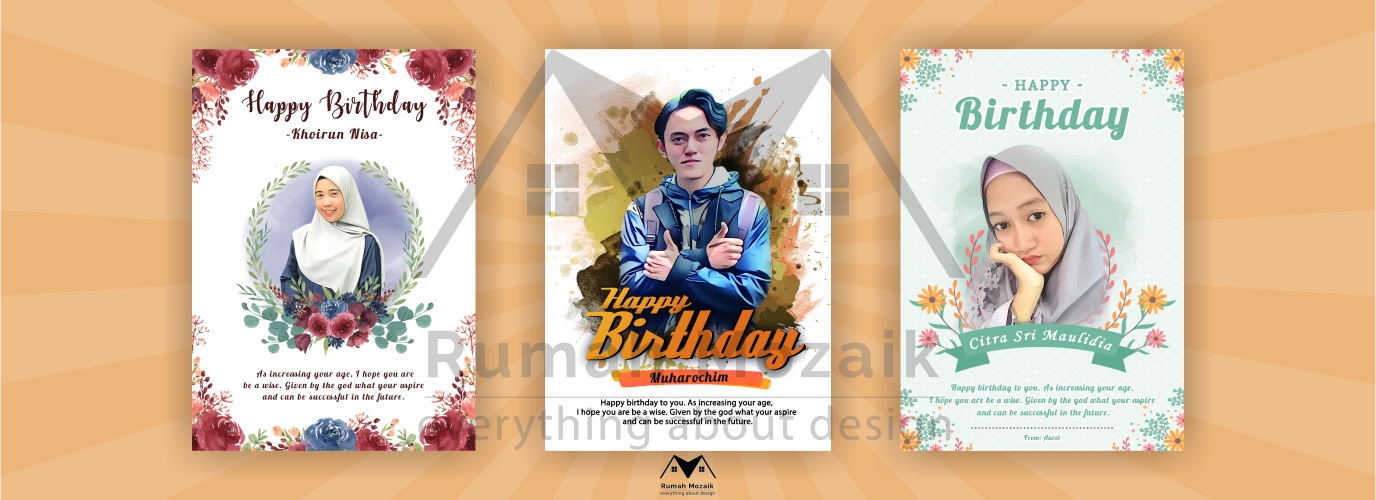 Happy Birthday
-Khoirun Nisa-
As increasing your age, I hope you are
be a wise. Given by the god what your aspire
and can be successful in the future.
Happy
Birthday
Muharochim
Happy birthday to you. As increasing your age,
I hope you are be a wise. Given by the god what your aspire
and can be successful in the future.
- HAPPY -
Birthday
Citra Sri Maulidia
Happy birthday to you. As increasing your age,
I hope you are be a wise. Given by the god what your aspire
and can be successful in the future.
From: Aurel
Rumah Mozaik
everything about design
Rumah Mozaik
everything about design